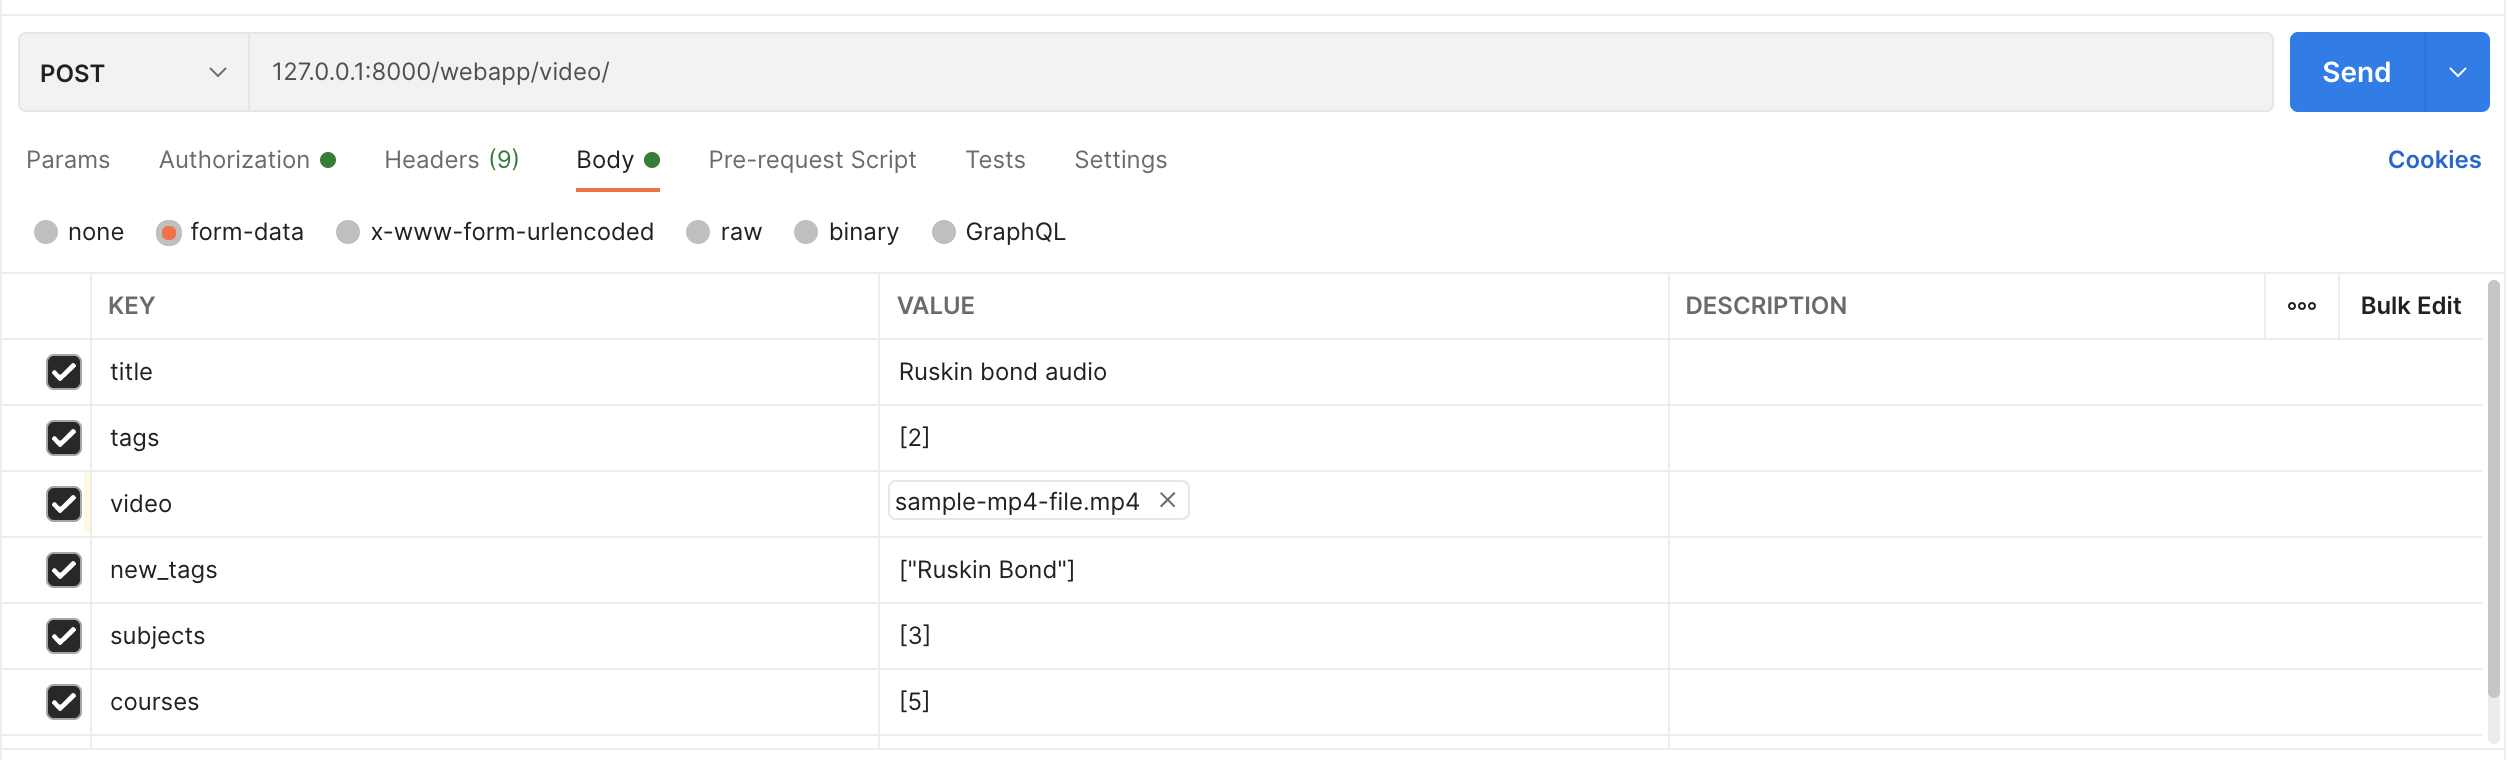 POST 127.0.0.1:8000/webapp/video/ Send
Params Authorization Headers (9) Body Pre-request Script Tests Settings Cookies
none form-data x-www-form-urlencoded raw binary GraphQL
KEY VALUE DESCRIPTION Bulk Edit
title Ruskin bond audio
tags [2]
video sample-mp4-file.mp4
new_tags ["Ruskin Bond"]
subjects [3]
courses [5]